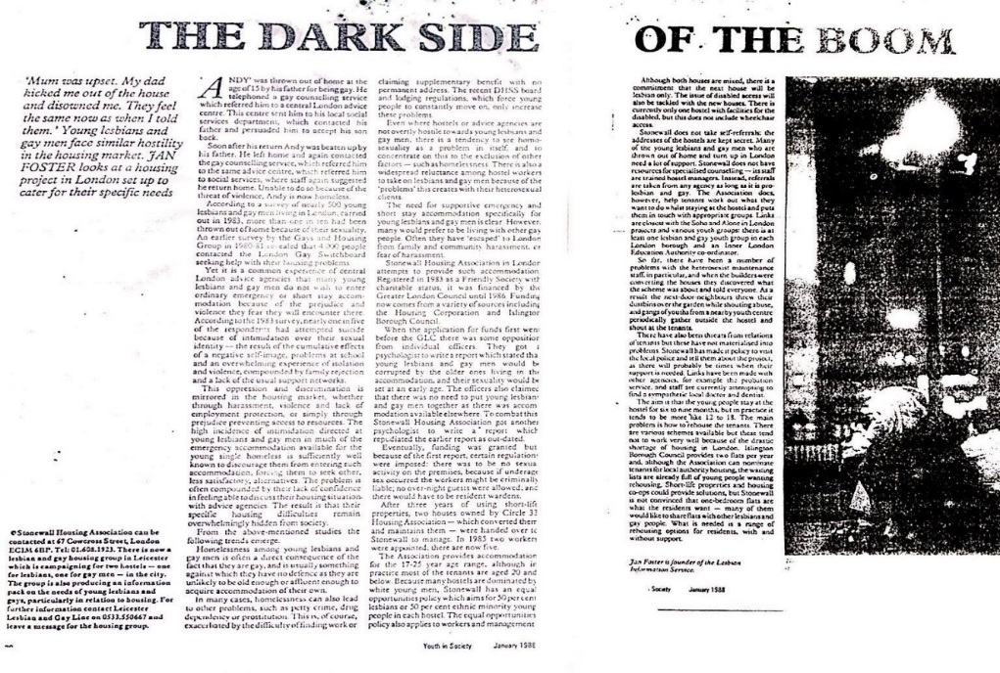 THE DARK SIDE
OF THE BOOM
'Mum was upset. My dad
kicked me out of the house
and disowned me. They feel
the same now as when I told
them.' Young lesbians and
gay men face similar hostility
in the housing market. JAN
FOSTER looks at a housing
project in London set up to
cater for their specific needs
ANDY' was thrown out of home at the
age of 15 by his father for being gay. He
telephoned a gay counselling service
which referred him to a central London advice
centre. This centre sent him to his local social
services department, which contacted his
father and persuaded him to accept his son
back.
Soon after his return Andy was beaten up by
his father. He left home and again contacted
the gay counselling service, which referred him
to the same advice centre, which referred him
to social services, where staff again suggested
he return home. Unable to do so because of the
threat of violence, Andy is now homeless.
According to a survey of nearly 500 young
lesbians and gay men living in London, carried
out in 1983, more than one in ten had been
thrown out of home because of their sexuality.
An earlier survey by the Gays and Housing
Group in 1980-81 revealed that 4,000 people
contacted the London Gay Switchboard
seeking help with their housing problems.
Yet it is a common experience of central
London advice agencies that many young
lesbians and gay men do not wish to enter
ordinary emergency or short stay accom-
modation because of the prejudice and
violence they fear they will encounter there.
According to the 1983 survey, nearly one in five
of the respondents had attempted suicide
because of intimidation over their sexual
identity — the result of the cumulative effects
of a negative self-image, problems at school
and an overwhelming experience of isolation
and violence, compounded by family rejection
and a lack of the usual support networks.
This oppression and discrimination is
mirrored in the housing market, whether
through harassment, violence and lack of
employment protection, or simply through
prejudice preventing access to resources. The
high incidence of intimidation directed at
young lesbians and gay men in much of the
emergency accommodation available for the
young single homeless is sufficiently well
known to discourage them from entering such
accommodation, forcing them to seek other,
less satisfactory, alternatives. The problem is
often compounded by their lack of confidence
in feeling able to discuss their housing situation
with advice agencies. The result is that their
specific housing difficulties remain
overwhelmingly hidden from society.
From the above-mentioned studies the
following trends emerge.
Homelessness among young lesbians and
gay men is often a direct consequence of the
fact that they are gay, and is usually something
against which they have no defence as they are
unlikely to be old enough or affluent enough to
acquire accommodation of their own.
In many cases, homelessness can also lead
to other problems, such as petty crime, drug
dependency or prostitution. This is, of course,
exacerbated by the difficulty of finding work or
claiming supplementary benefit with no
permanent address. The recent DHSS board
and lodging regulations, which force young
people to constantly move on, only increase
these problems.
Even where hostels or advice agencies are
not overtly hostile towards young lesbians and
gay men, there is a tendency to see homo-
sexuality as a problem in itself, and to
concentrate on this to the exclusion of other
factors — such as homelessness. There is also a
widespread reluctance among hostel workers
to take on lesbians and gay men because of the
'problems' this creates with their heterosexual
clients.
The need for supportive emergency and
short stay accommodation specifically for
young lesbians and gay men is clear. However,
many would prefer to be living with other gay
people. Often they have 'escaped' to London
from family and community harassment, or
fear of harassment.
Stonewall Housing Association in London
attempts to provide such accommodation.
Registered in 1983 as a Friendly Society with
charitable status, it was financed by the
Greater London Council until 1986. Funding
now comes from a variety of sources including
the Housing Corporation and Islington
Borough Council.
When the application for funds first went
before the GLC there was some opposition
from individual officers. They got a
psychologist to write a report which stated that
young lesbians and gay men would be
corrupted by the older ones living in the
accommodation, and their sexuality would be
set at an early age. The officers also claimed
that there was no need to put young lesbians
and gay men together as there was accom-
modation available elsewhere. To combat this
Stonewall Housing Association got another
psychologist to write a report which
repudiated the earlier report as out-dated.
Eventually, funding was granted but
because of the first report, certain regulations
were imposed: there was to be no sexual
activity on the premises, because if underage
sex occurred the workers might be criminally
liable; no over-night guests were allowed; and
there would have to be resident wardens.
After three years of using short-life
properties, two houses owned by Circle 33
Housing Association — which converted them
and maintains them — were handed over to
Stonewall to manage. In 1985 two workers
were appointed; there are now five.
The Association provides accommodation
for the 17-25 year age range, although in
practice most of the tenants are aged 20 and
below. Because many hostels are dominated by
white young men, Stonewall has an equal
opportunities policy which aims for 50 per cent
lesbians or 50 per cent ethnic minority young
people in each hostel. The equal opportunities
policy also applies to workers and management
● Stonewall Housing Association can be
contacted at 67 Cowcross Street, London
EC1M 6BP. Tel: 01.608.1923. There is now a
lesbian and gay housing group in Leicester
which is campaigning for two hostels — one
for lesbians, one for gay men — in the city.
The group is also producing an information
pack on the needs of young lesbians and
gays, particularly in relation to housing. For
further information contact Leicester
Lesbian and Gay Line on 0533.550667 and
leave a message for the housing group.
Youth in Society January 1988
Although both houses are mixed, there is a
commitment that the next house will be
lesbian only. The issue of disabled access will
also be tackled with the new houses. There is
currently only one hostel with facilities for the
disabled, but this does not include wheelchair
access.
Stonewall does not take self-referrals: the
addresses of the hostels are kept secret. Many
of the young lesbians and gay men who are
thrown out of home and turn up in London
need a lot of support. Stonewall does not have
resources for specialised counselling — its staff
are trained hostel managers. Instead, referrals
are taken from any agency as long as it is pro-
lesbian and gay. The Association does,
however, help tenants work out what they
want to do whilst staying at the hostel and puts
them in touch with appropriate groups. Links
are closest with the Soho and Alone in London
projects and various youth groups: there is at
least one lesbian and gay youth group in each
London borough and an Inner London
Education Authority co-ordinator.
So far, there have been a number of
problems with the heterosexist maintenance
staff, in particular, and when the builders were
converting the houses they discovered what
the scheme was about and told everyone. As a
result the next-door-neighbours threw their
dustbins over the garden while shouting abuse,
and gangs of youths from a nearby youth centre
periodically gather outside the hostel and
shout at the tenants.
There have also been threats from relations
of tenants but these have not materialised into
problems. Stonewall has made it policy to visit
the local police and tell them about the project,
as there will probably be times when their
support is needed. Links have been made with
other agencies, for example the probation
service, and staff are currently attempting to
find a sympathetic local doctor and dentist.
The aim is that the young people stay at the
hostel for six to nine months, but in practice it
tends to be more like 12 to 18. The main
problem is how to rehouse the tenants. There
are various schemes available but these tend
not to work very well because of the drastic
shortage of housing in London. Islington
Borough Council provides two flats per year
and, although the Association can nominate
tenants for local authority housing, the waiting
lists are already full of young people wanting
rehousing. Short-life properties and housing
co-ops could provide solutions, but Stonewall
is not convinced that one-bedroom flats are
what the residents want — many of them
would like to share flats with other lesbians and
gay people. What is needed is a range of
rehousing options for residents, with and
without support.
Jan Foster is founder of the Lesbian
Information Service.
Society January 1988